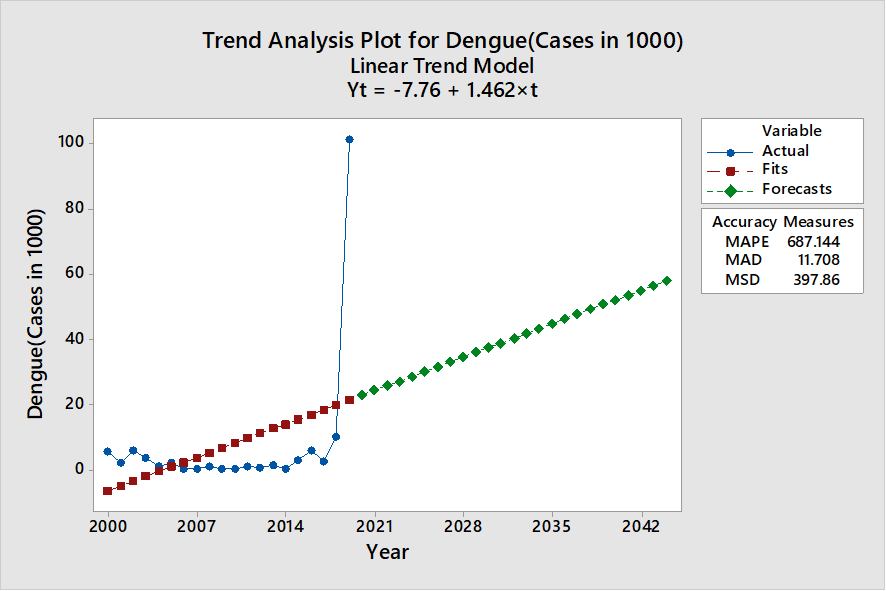 Trend Analysis Plot for Dengue(Cases in 1000)
Linear Trend Model
Yt = -7.76 + 1.462×t
Variable
Actual
Fits
Forecasts
Accuracy Measures
MAPE 687.144
MAD 11.708
MSD 397.86
Dengue(Cases in 1000)
100
80
60
40
20
0
2000 2007 2014 2021 2028 2035 2042
Year